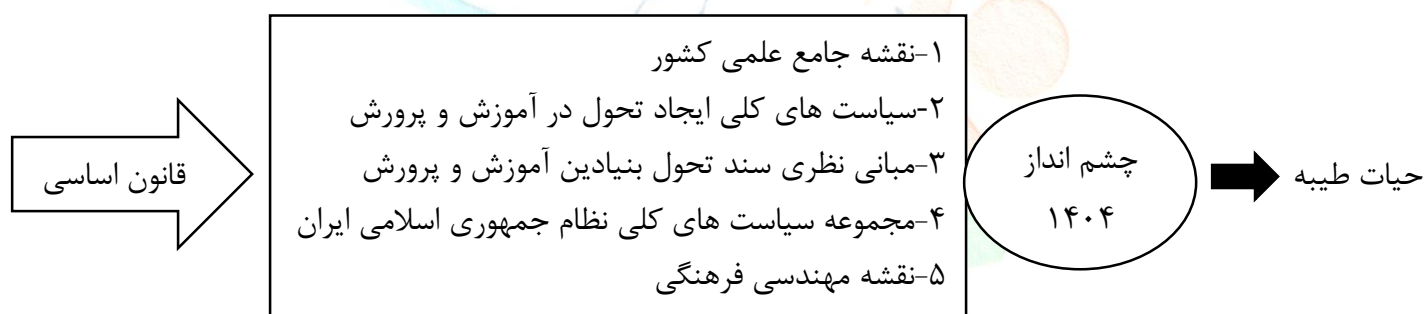 قانون اساسی
۱-نقشه جامع علمی کشور
۲-سیاست های کلی ایجاد تحول در آموزش و پرورش
۳-مبانی نظری سند تحول بنیادین آموزش و پرورش
۴-مجموعه سیاست های کلی نظام جمهوری اسلامی ایران
۵-نقشه مهندسی فرهنگی
چشم انداز
۱۴۰۴
حیات طیبه